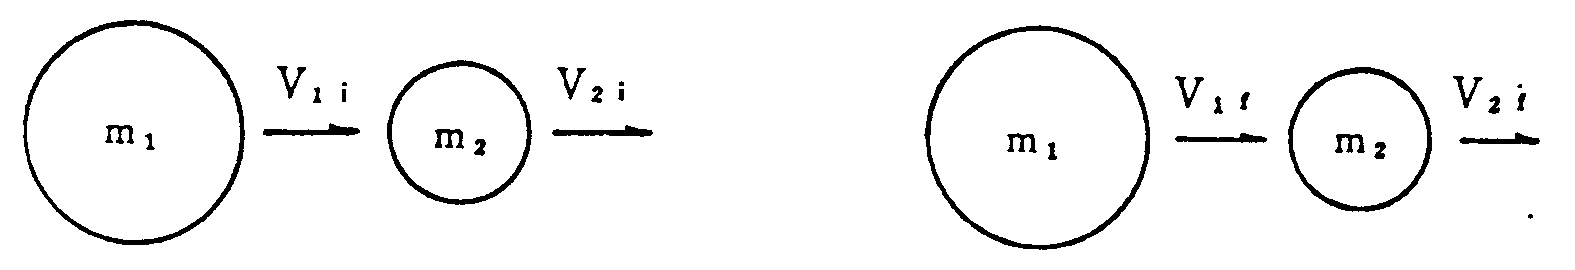 V₁ i
V₂ i
m₁
m₂
V₁ f
V₂ f
m₁
m₂